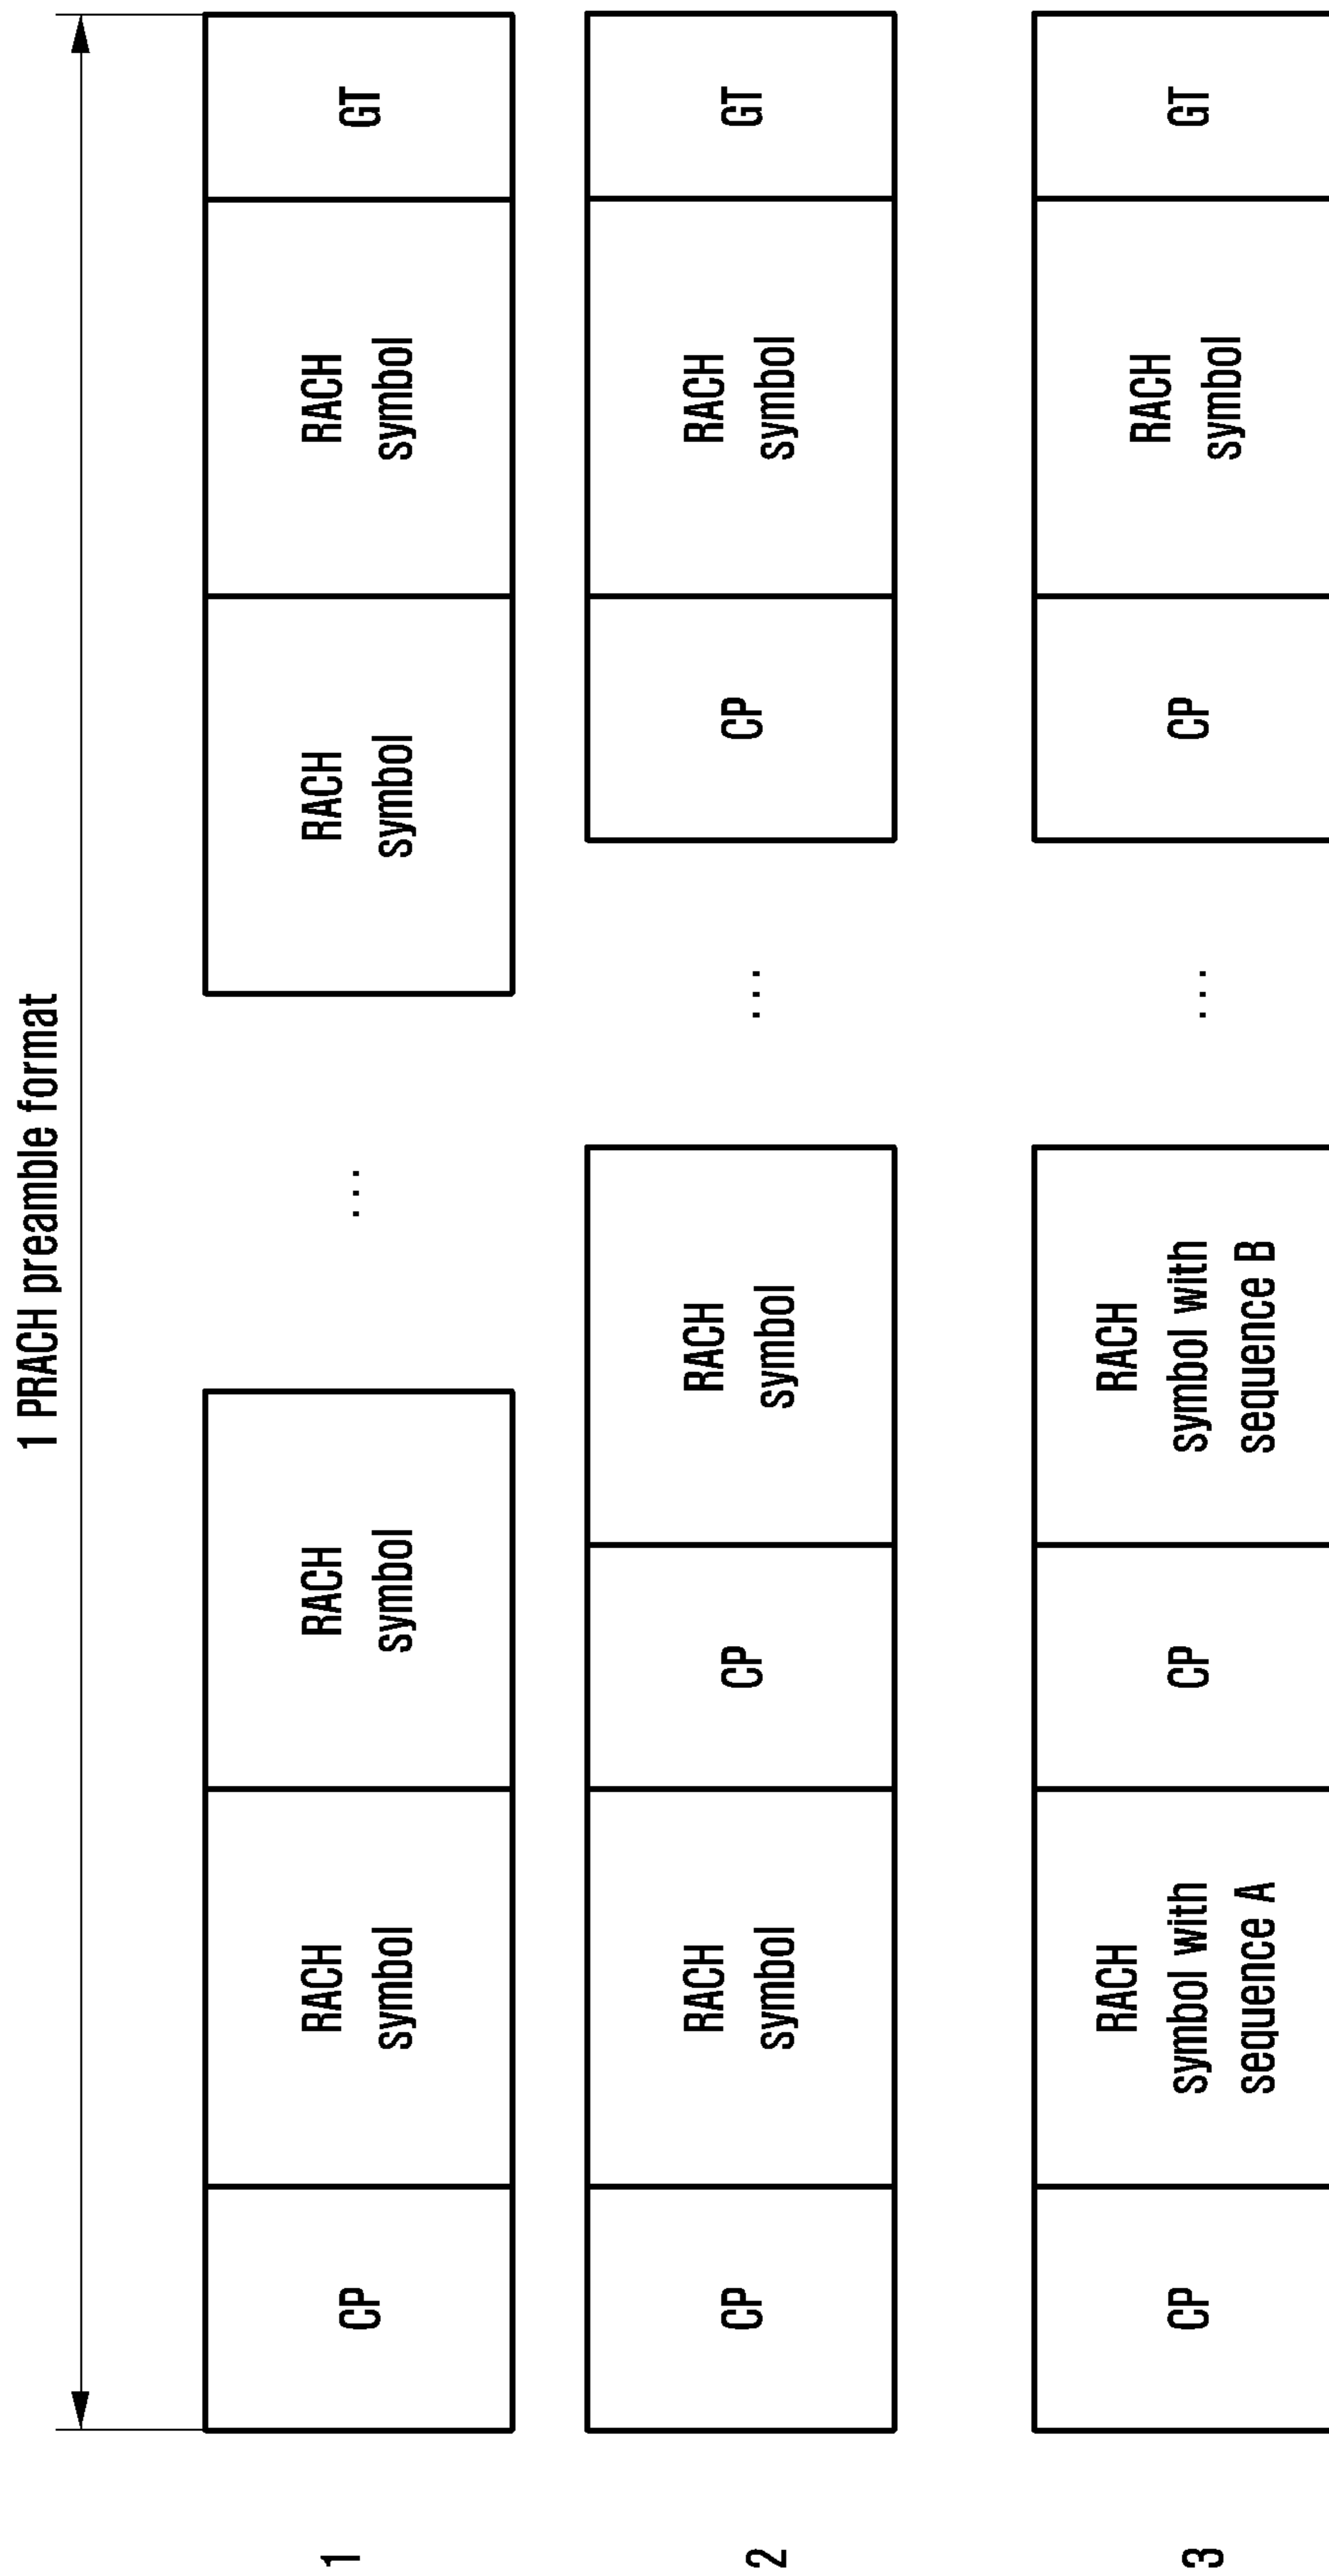 1 PRACH preamble format
1
CP
RACH
symbol
RACH
symbol
...
RACH
symbol
RACH
symbol
GT
2
CP
RACH
symbol
CP
RACH
symbol
...
CP
RACH
symbol
GT
3
CP
RACH
symbol with
sequence A
CP
RACH
symbol with
sequence B
...
CP
RACH
symbol
GT